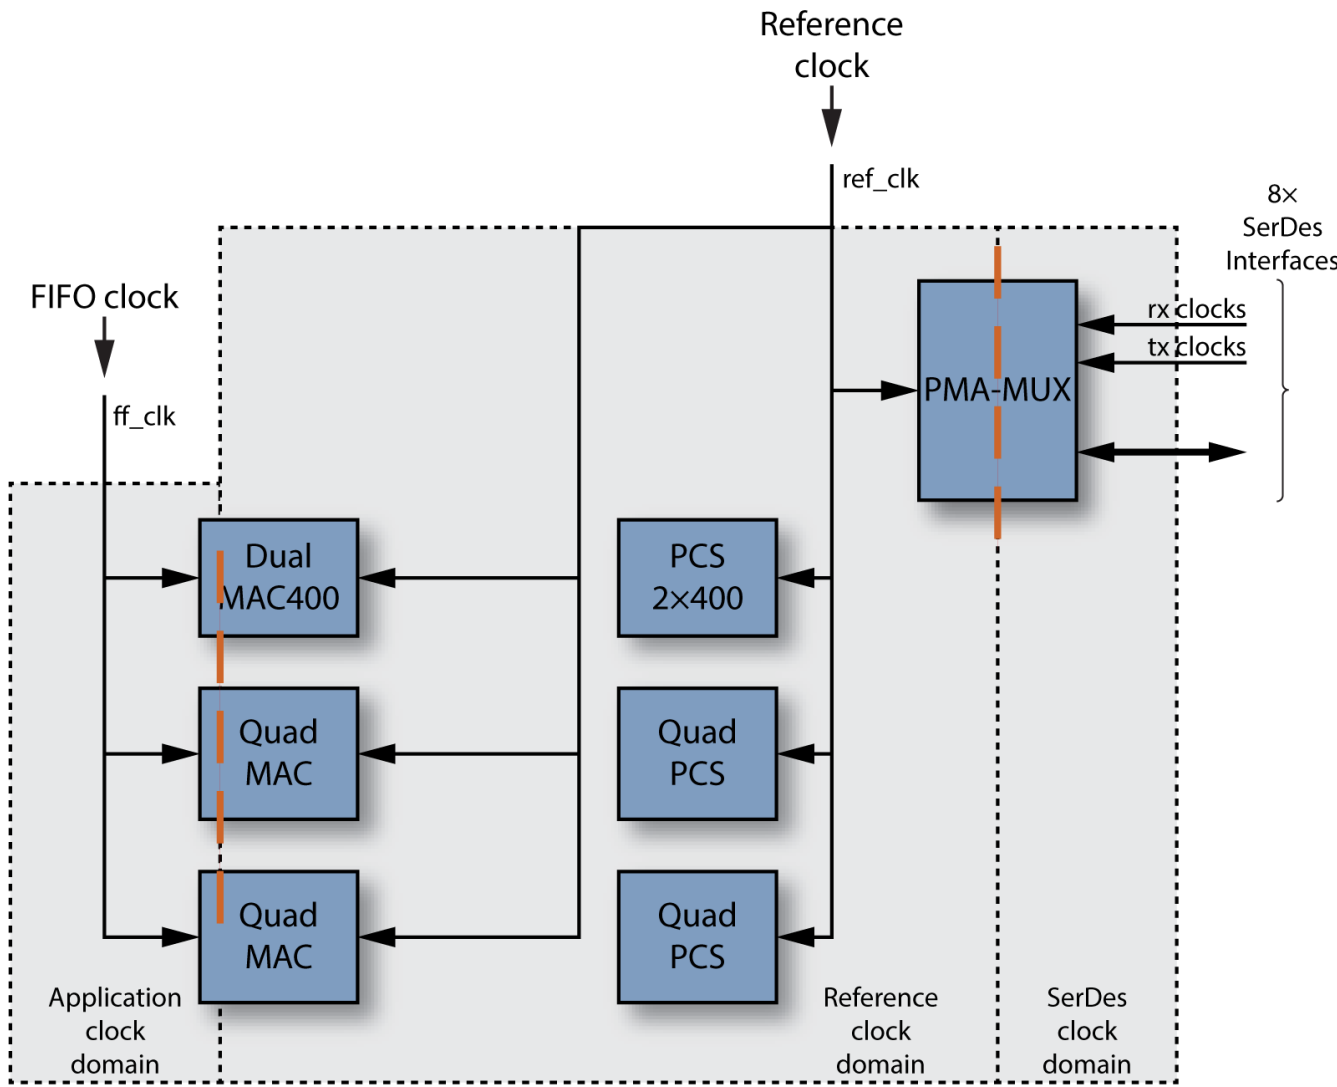 Reference
clock
ref_clk
8×
SerDes
Interfaces
FIFO clock
rx clocks
tx clocks
PMA-MUX
ff_clk
Dual
MAC400
PCS
2×400
Quad
MAC
Quad
PCS
Quad
MAC
Quad
PCS
Application
clock
domain
Reference
clock
domain
SerDes
clock
domain